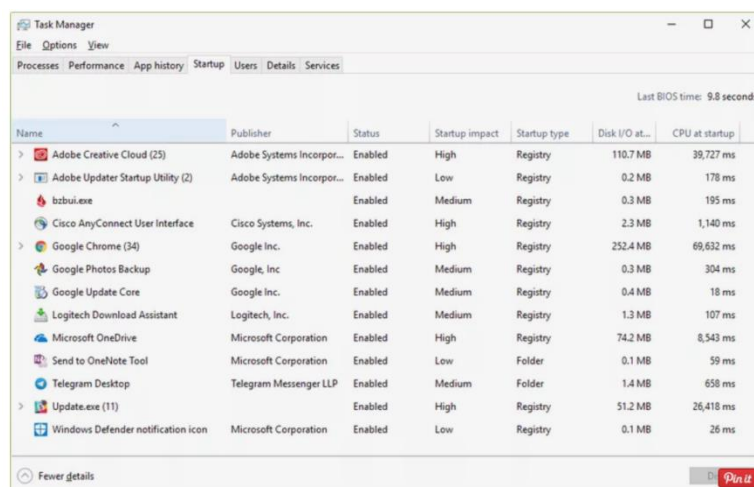 Task Manager
File Options View
Processes Performance App history Startup Users Details Services
Last BIOS time: 9.8 second
Name Publisher Status Startup impact Startup type Disk I/O at... CPU at startup
Adobe Creative Cloud (25) Adobe Systems Incorpor... Enabled High Registry 110.7 MB 39,727 ms
Adobe Updater Startup Utility (2) Adobe Systems Incorpor... Enabled Low Registry 0.2 MB 178 ms
bzbui.exe Enabled Medium Registry 0.3 MB 195 ms
Cisco AnyConnect User Interface Cisco Systems, Inc. Enabled High Registry 2.3 MB 1,140 ms
Google Chrome (34) Google Inc. Enabled High Registry 252.4 MB 69,632 ms
Google Photos Backup Google, Inc Enabled Medium Registry 0.3 MB 304 ms
Google Update Core Google Inc. Enabled Medium Registry 0.4 MB 18 ms
Logitech Download Assistant Logitech, Inc. Enabled Medium Registry 1.3 MB 107 ms
Microsoft OneDrive Microsoft Corporation Enabled High Registry 74.2 MB 8,543 ms
Send to OneNote Tool Microsoft Corporation Enabled Low Folder 0.1 MB 59 ms
Telegram Desktop Telegram Messenger LLP Enabled Medium Folder 1.4 MB 658 ms
Update.exe (11) Enabled High Registry 51.2 MB 26,418 ms
Windows Defender notification icon Microsoft Corporation Enabled Low Registry 0.1 MB 26 ms
Fewer details Pin it